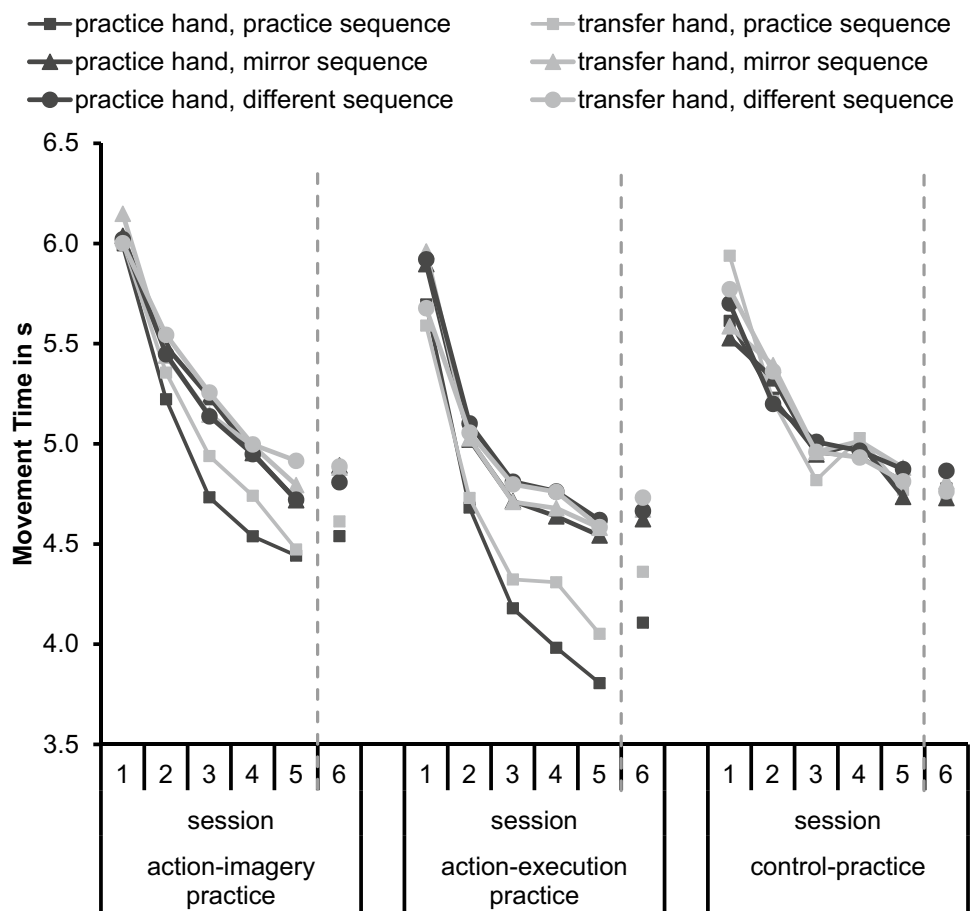 practice hand, practice sequence
transfer hand, practice sequence
practice hand, mirror sequence
transfer hand, mirror sequence
practice hand, different sequence
transfer hand, different sequence
Movement Time in s
6.5
6.0
5.5
5.0
4.5
4.0
3.5
1 2 3 4 5 6
1 2 3 4 5 6
1 2 3 4 5 6
session
session
session
action-imagery
practice
action-execution
practice
control-practice